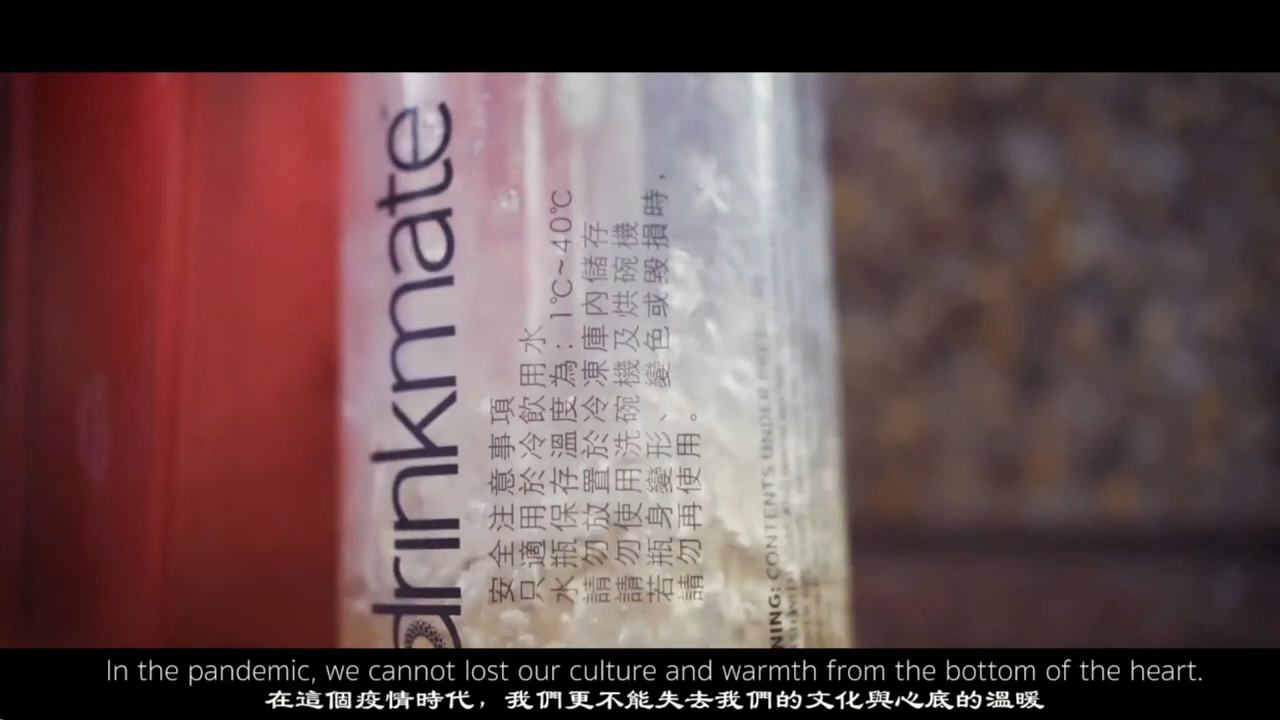 drinkmate
安全注意事項
只適用於冷飲用水
水瓶保存溫度為：1℃~40℃
請勿放置於冷凍庫內儲存
請勿使用洗碗機及烘碗機
若瓶身變形、變色或毀損時，
請勿再使用。
NING: CONTENTS UNDER
In the pandemic, we cannot lost our culture and warmth from the bottom of the heart.
在這個疫情時代，我們更不能失去我們的文化與心底的溫暖